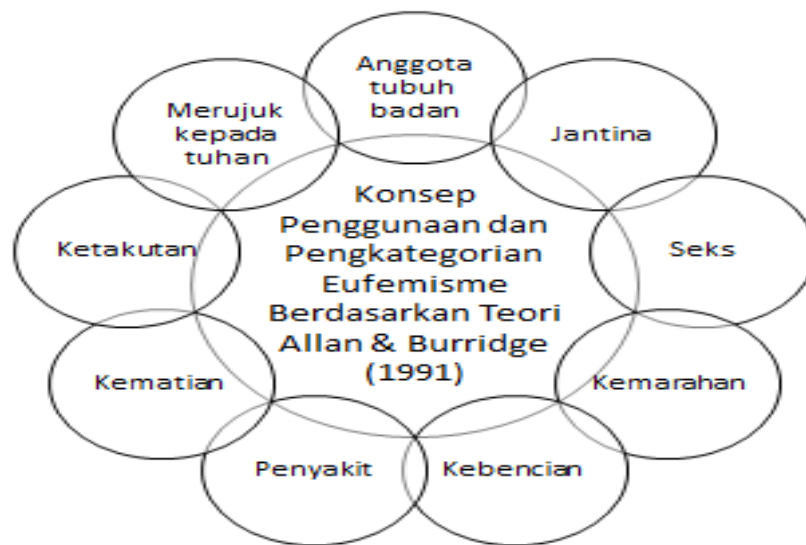 Anggota
tubuh
badan
Jantina
Seks
Kemarahan
Kebencian
Penyakit
Kematian
Ketakutan
Merujuk
kepada
tuhan
Konsep
Penggunaan dan
Pengkategorian
Eufemisme
Berdasarkan Teori
Allan & Burridge
(1991)